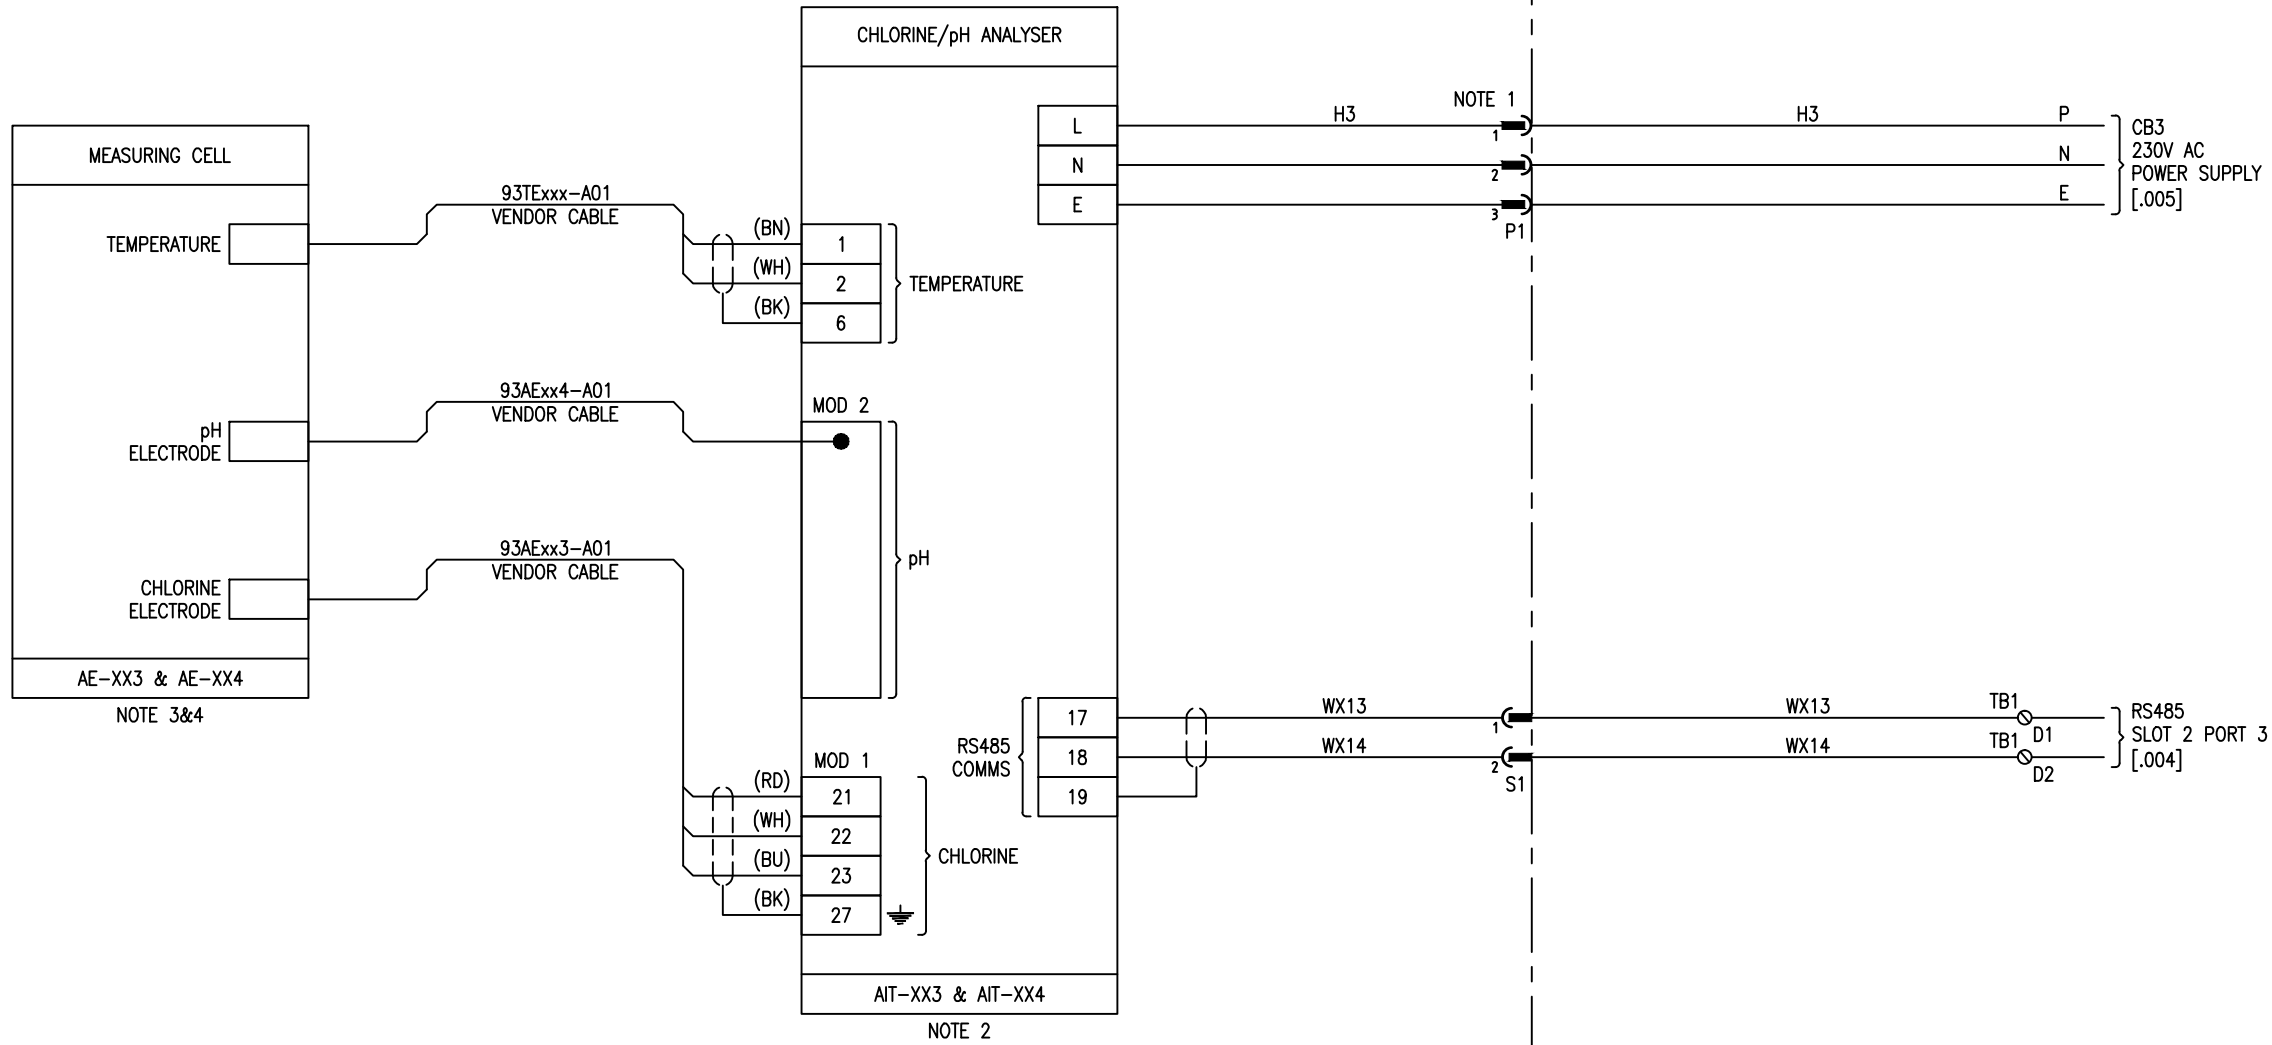 CHLORINE/pH ANALYSER
MEASURING CELL
TEMPERATURE
pH
ELECTRODE
CHLORINE
ELECTRODE
AE-XX3 & AE-XX4
NOTE 3&4
93TExxx-A01
VENDOR CABLE
93AExx4-A01
VENDOR CABLE
93AExx3-A01
VENDOR CABLE
(BN)
1
(WH)
2
(BK)
6
TEMPERATURE
MOD 2
pH
MOD 1
(RD)
21
(WH)
22
(BU)
23
(BK)
27
CHLORINE
AIT-XX3 & AIT-XX4
NOTE 2
L
N
E
H3
NOTE 1
1
2
3
P1
H3
P
N
E
CB3
230V AC
POWER SUPPLY
[.005]
RS485
COMMS
17
18
19
WX13
WX14
1
2
S1
WX13
WX14
TB1
D1
TB1
D2
RS485
SLOT 2 PORT 3
[.004]